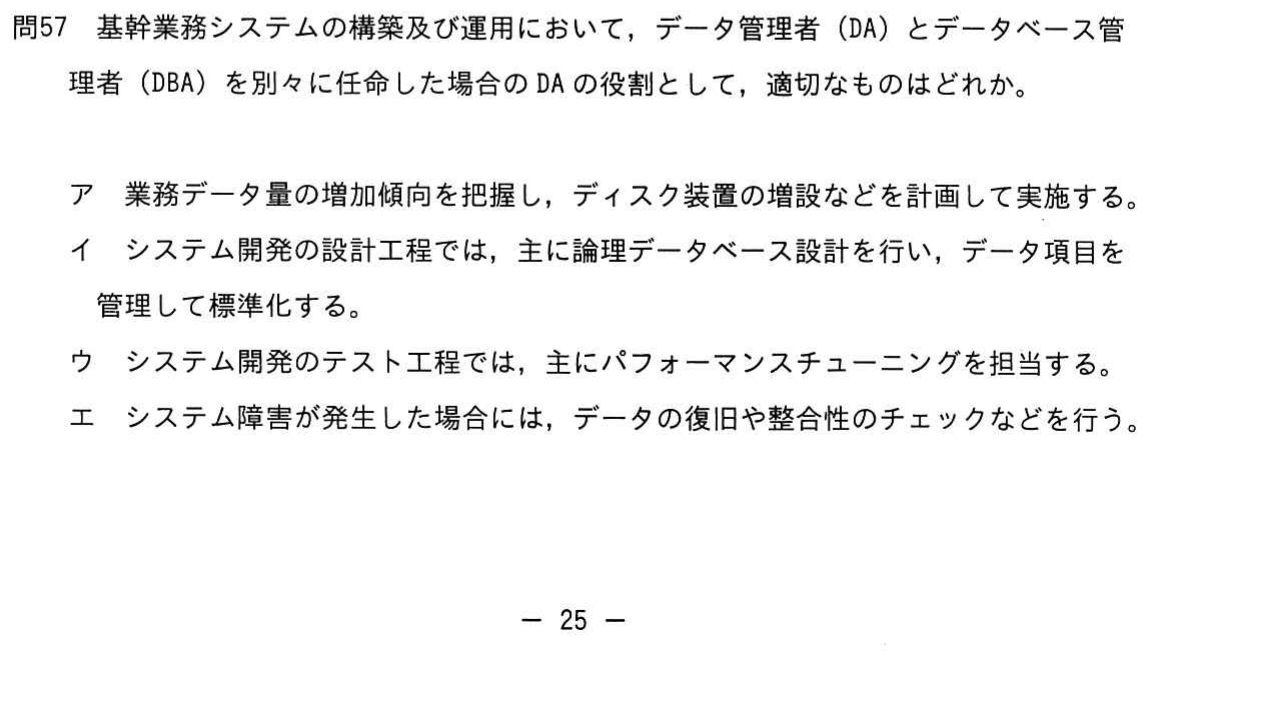 問57　基幹業務システムの構築及び運用において，データ管理者（DA）とデータベース管
理者（DBA）を別々に任命した場合の DA の役割として，適切なものはどれか。
ア　業務データ量の増加傾向を把握し，ディスク装置の増設などを計画して実施する。
イ　システム開発の設計工程では，主に論理データベース設計を行い，データ項目を
管理して標準化する。
ウ　システム開発のテスト工程では，主にパフォーマンスチューニングを担当する。
エ　システム障害が発生した場合には，データの復旧や整合性のチェックなどを行う。
－ 25 －